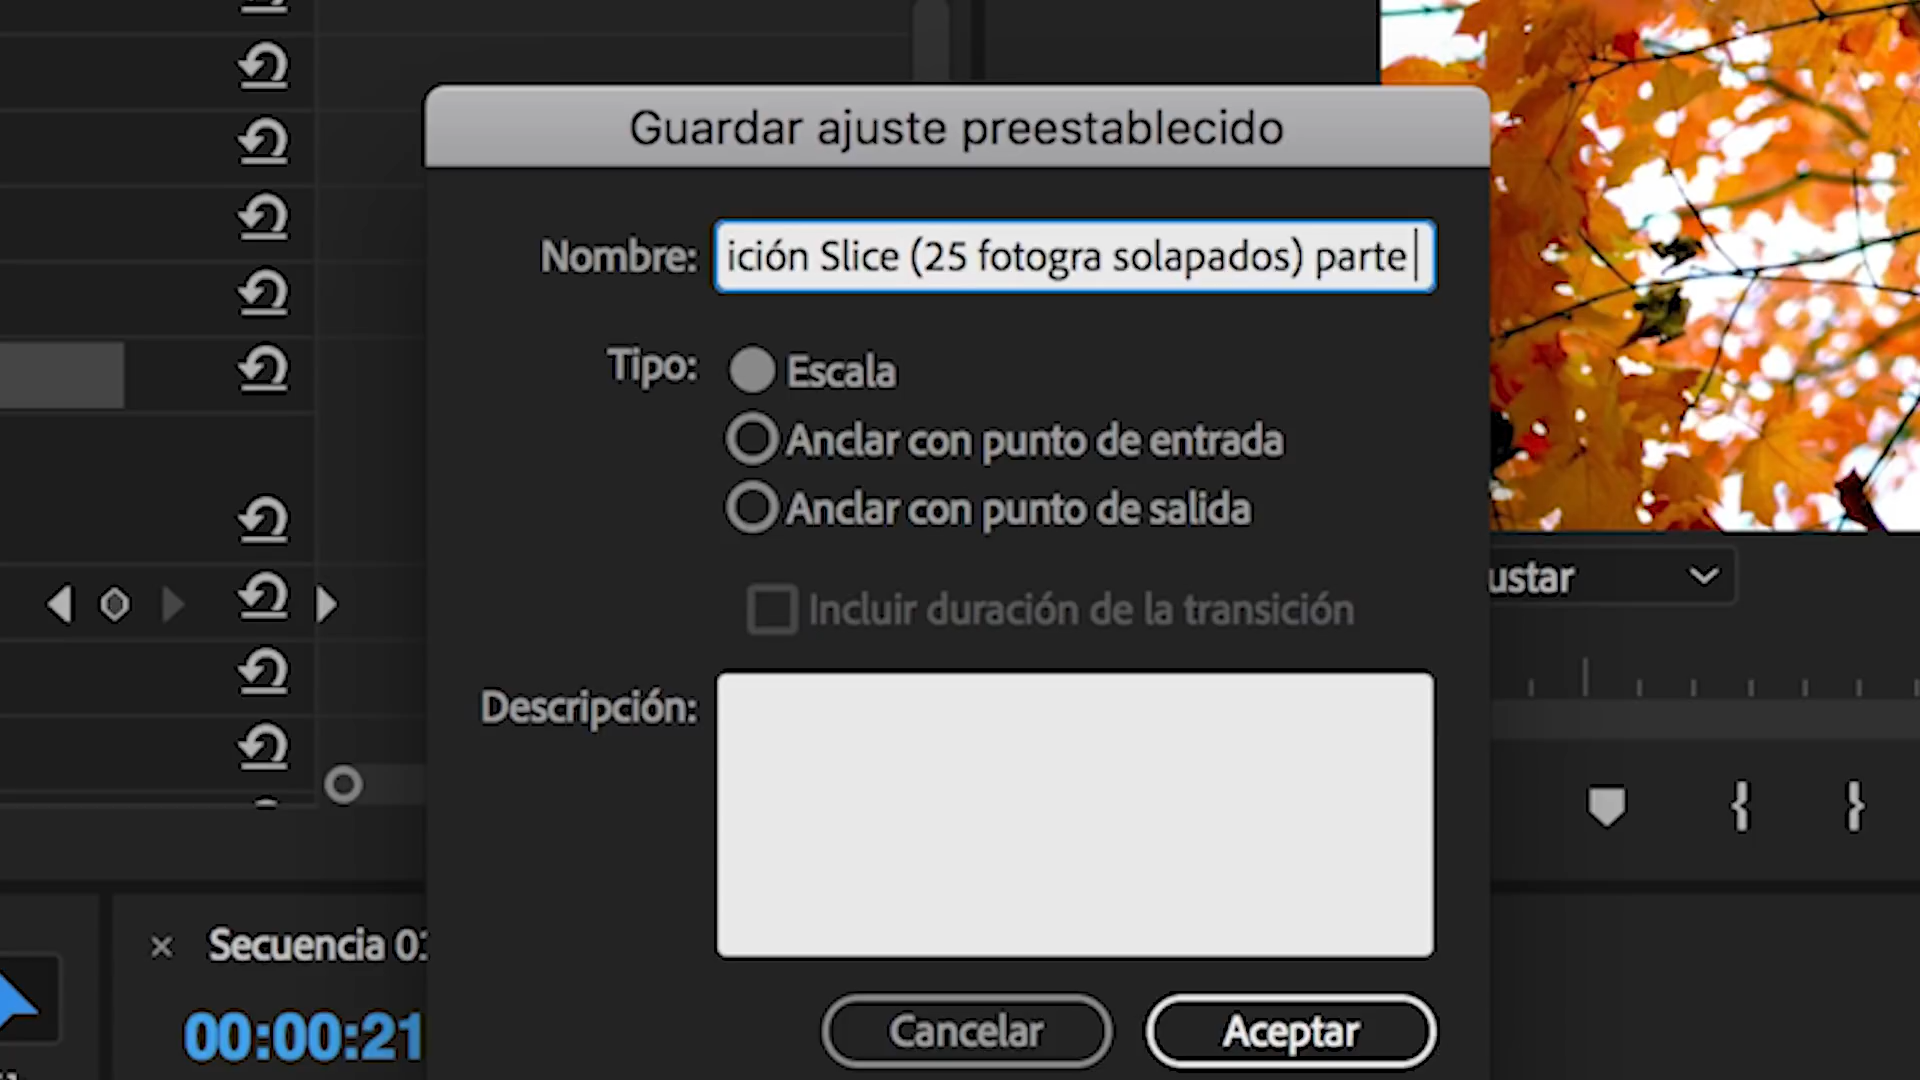 Guardar ajuste preestablecido
Nombre: ición Slice (25 fotogra solapados) parte
Tipo: Escala
Anclar con punto de entrada
Anclar con punto de salida
Incluir duración de la transición
ustar
Descripción:
Secuencia 01
00:00:21
Cancelar Aceptar